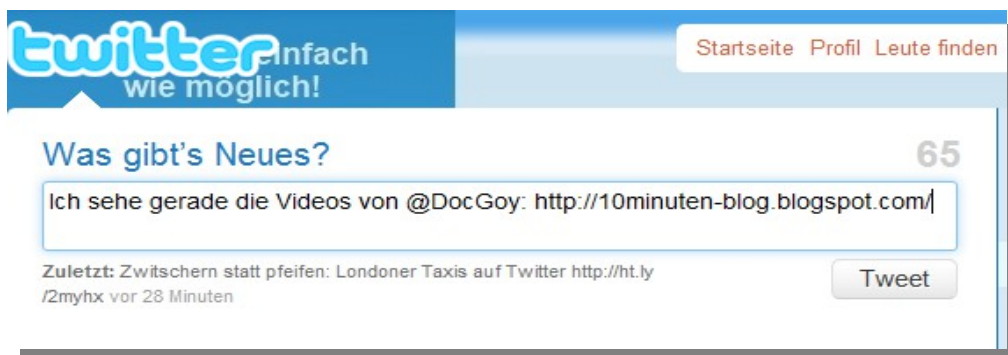 twitter einfach
wie möglich!
Startseite Profil Leute finden
Was gibt's Neues? 65
Ich sehe gerade die Videos von @DocGoy: http://10minuten-blog.blogspot.com/
Zuletzt: Zwitschern statt pfeifen: Londoner Taxis auf Twitter http://ht.ly
/2myhx vor 28 Minuten
Tweet